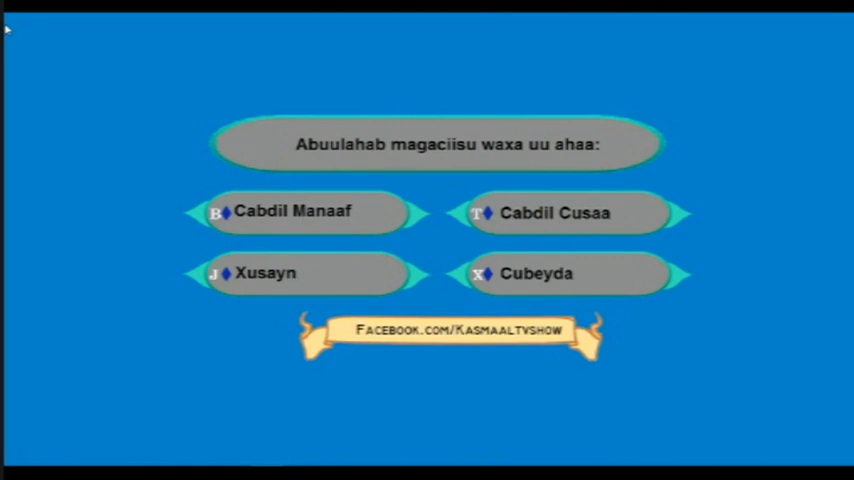 Abuulahab magaciisu waxa uu ahaa:
B Cabdil Manaaf
T Cabdil Cusaa
J Xusayn
X Cubeyda
FACEBOOK.COM/KASMAALTVSHOW